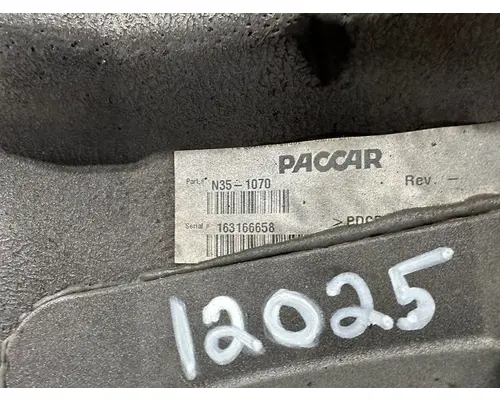 PACCAR
Part # N35-1070 Rev. -
Serial # 163166658
12025